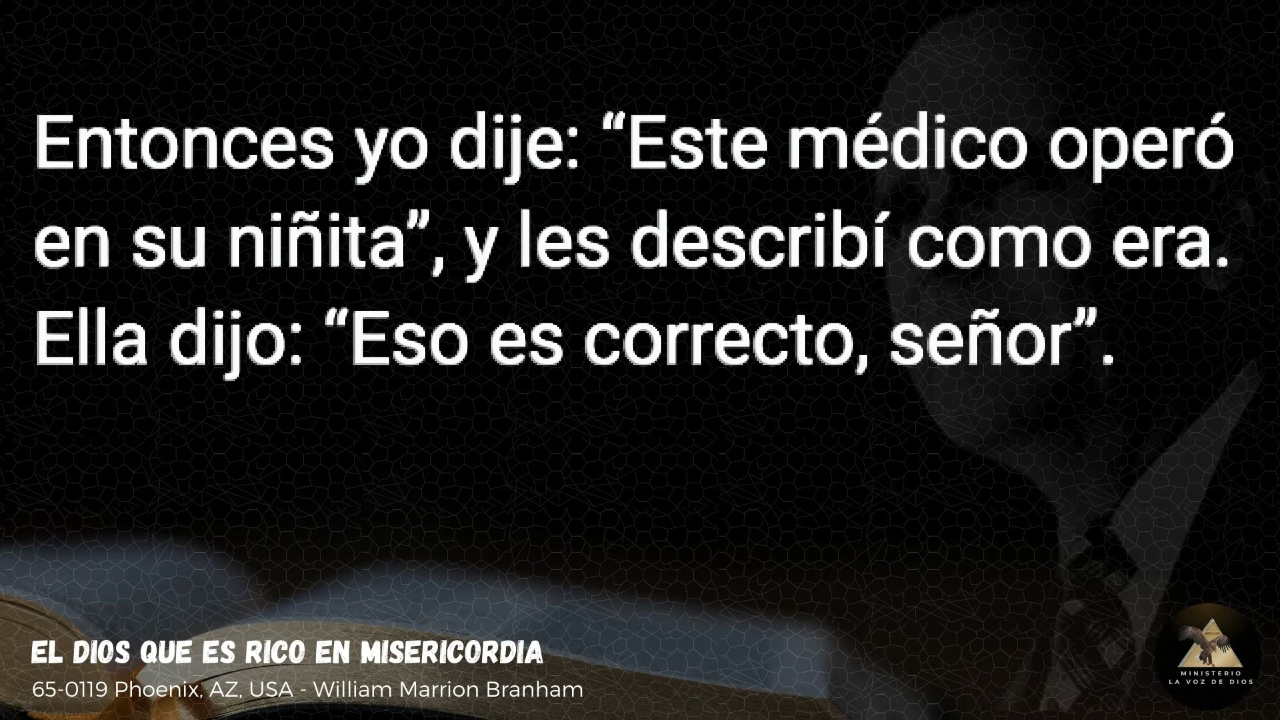 Entonces yo dije: “Este médico operó
en su niñita”, y les describí como era.
Ella dijo: “Eso es correcto, señor”.
EL DIOS QUE ES RICO EN MISERICORDIA
65-0119 Phoenix, AZ, USA - William Marrion Branham
MINISTERIO
LA VOZ DE DIOS